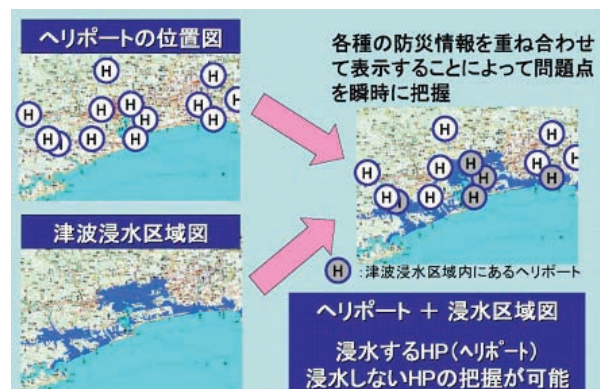 ヘリポートの位置図
各種の防災情報を重ね合わせ
て表示することによって問題点
を瞬時に把握
H H H H H H H H H H H H H
津波浸水区域図
H H H H H H H H H H H H H
H :津波浸水区域内にあるヘリポート
ヘリポート + 浸水区域図
浸水するHP(ヘリポート)
浸水しないHPの把握が可能